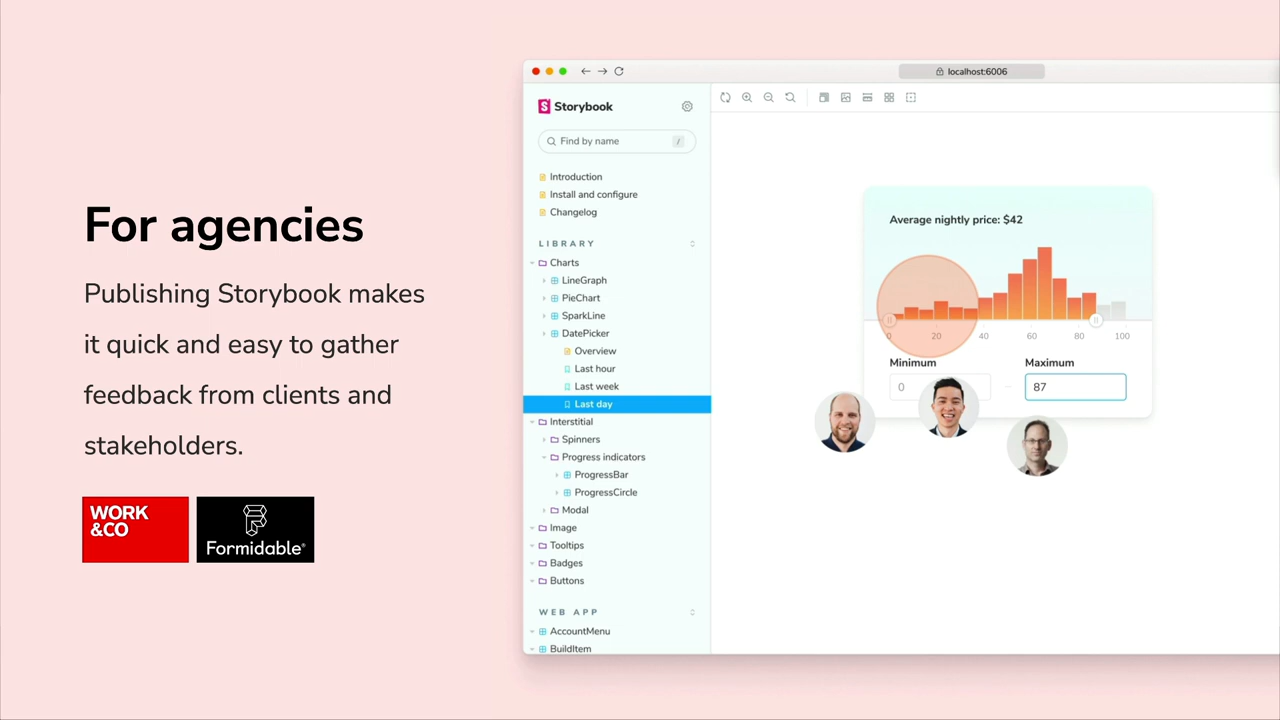 For agencies
Publishing Storybook makes
it quick and easy to gather
feedback from clients and
stakeholders.
WORK
&CO
Formidable®
localhost:6006
Storybook
Find by name
/
Introduction
Install and configure
Changelog
LIBRARY
Charts
LineGraph
PieChart
SparkLine
DatePicker
Overview
Last hour
Last week
Last day
Interstitial
Spinners
Progress indicators
ProgressBar
ProgressCircle
Modal
Image
Tooltips
Badges
Buttons
WEB APP
AccountMenu
BuildItem
Average nightly price: $42
0 20 40 60 80 100
Minimum Maximum
0 – 87